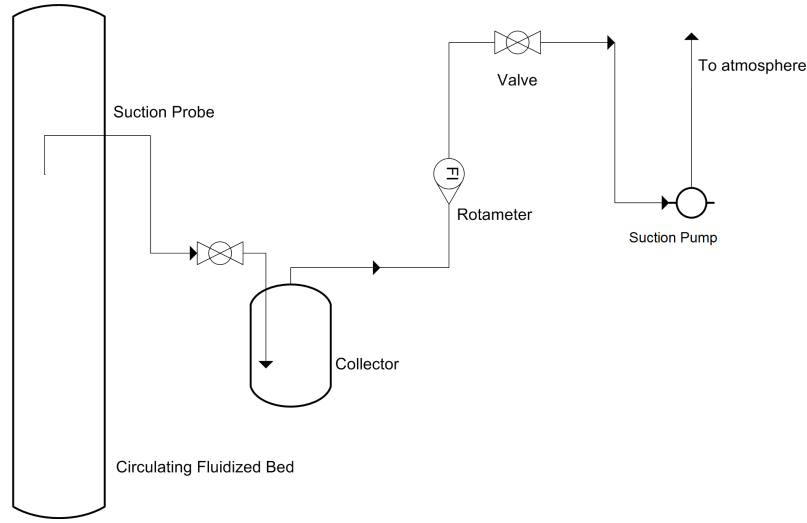 To atmosphere
Valve
Suction Probe
FI
Rotameter
Suction Pump
Collector
Circulating Fluidized Bed